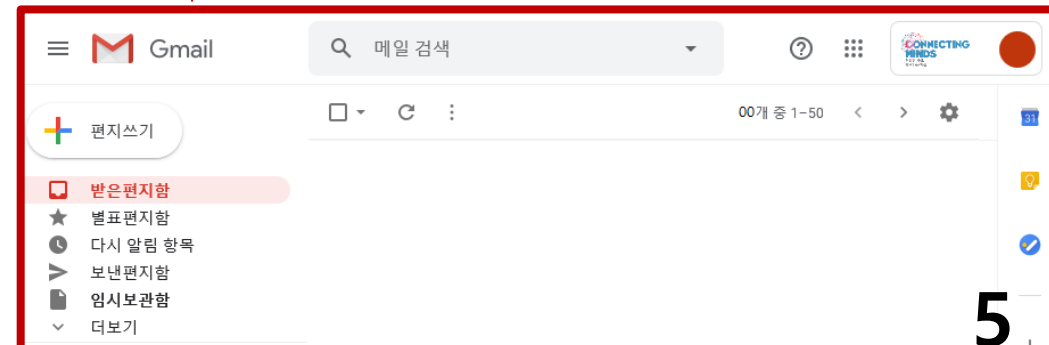 Gmail
메일 검색
CONNECTING
MINDS
편지쓰기
00개 중 1-50
31
받은편지함
별표편지함
다시 알림 항목
보낸편지함
임시보관함
더보기
5